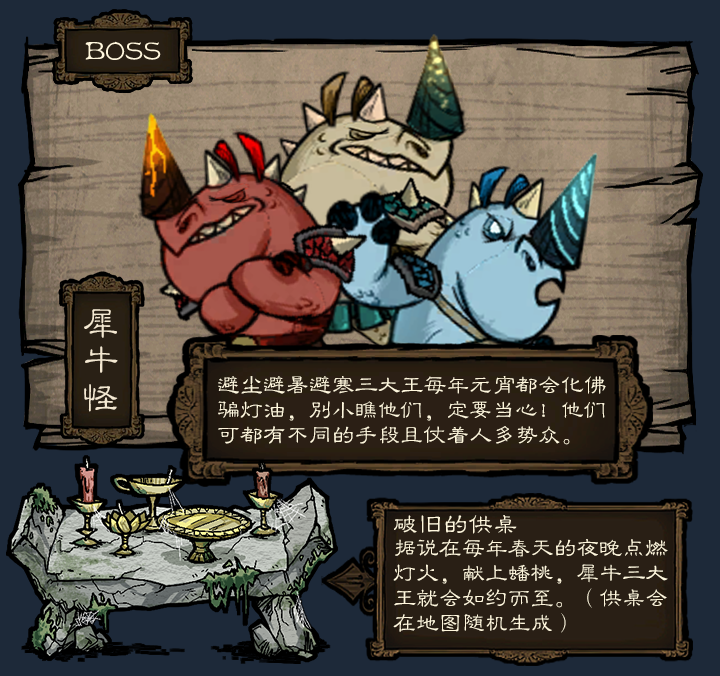 BOSS
犀牛怪
避尘避暑避寒三大王每年元宵都会化佛
骗灯油，别小瞧他们，定要当心！他们
可都有不同的手段且仗着人多势众。
破旧的供桌
据说在每年春天的夜晚点燃
灯火，献上蟠桃，犀牛三大
王就会如约而至。（供桌会
在地图随机生成）